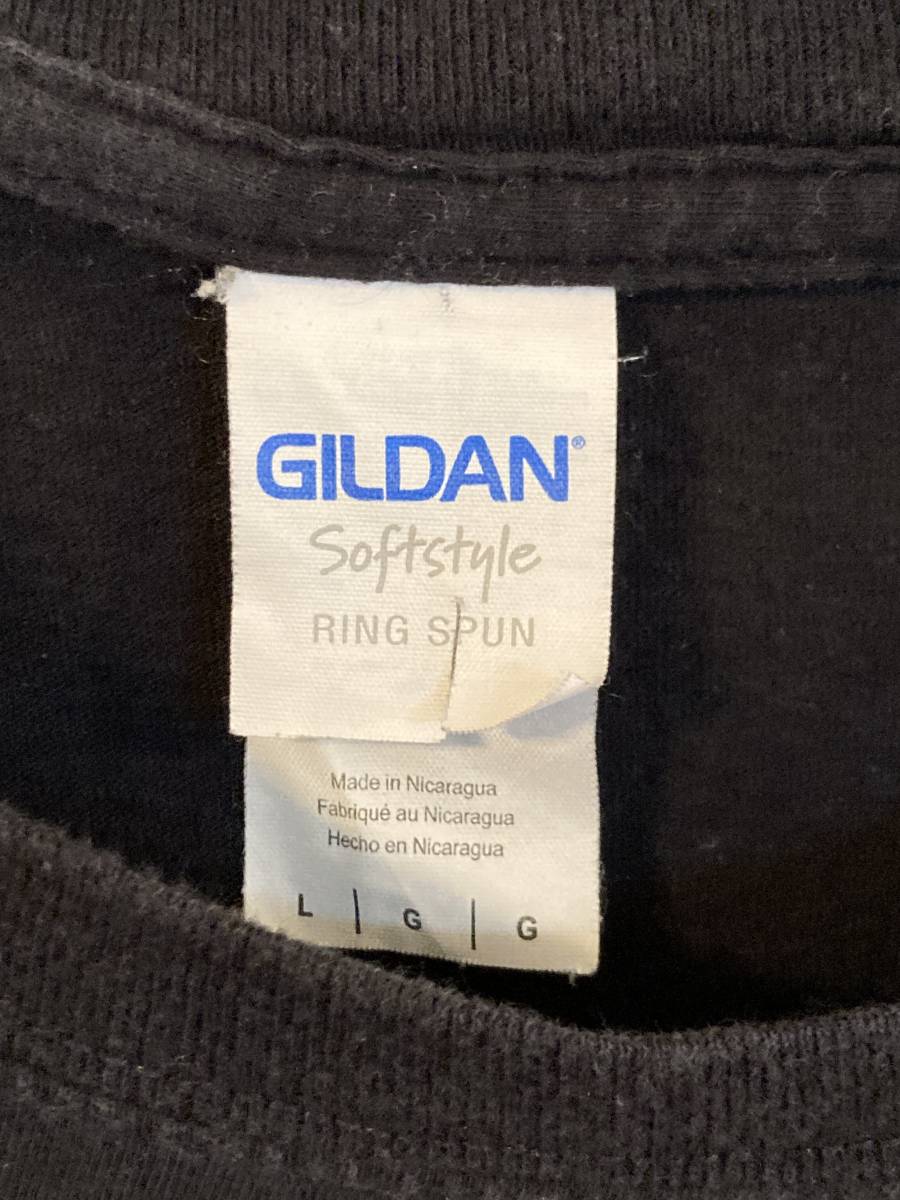 GILDAN®
Softstyle
RING SPUN
Made in Nicaragua
Fabriqué au Nicaragua
Hecho en Nicaragua
L | G | G